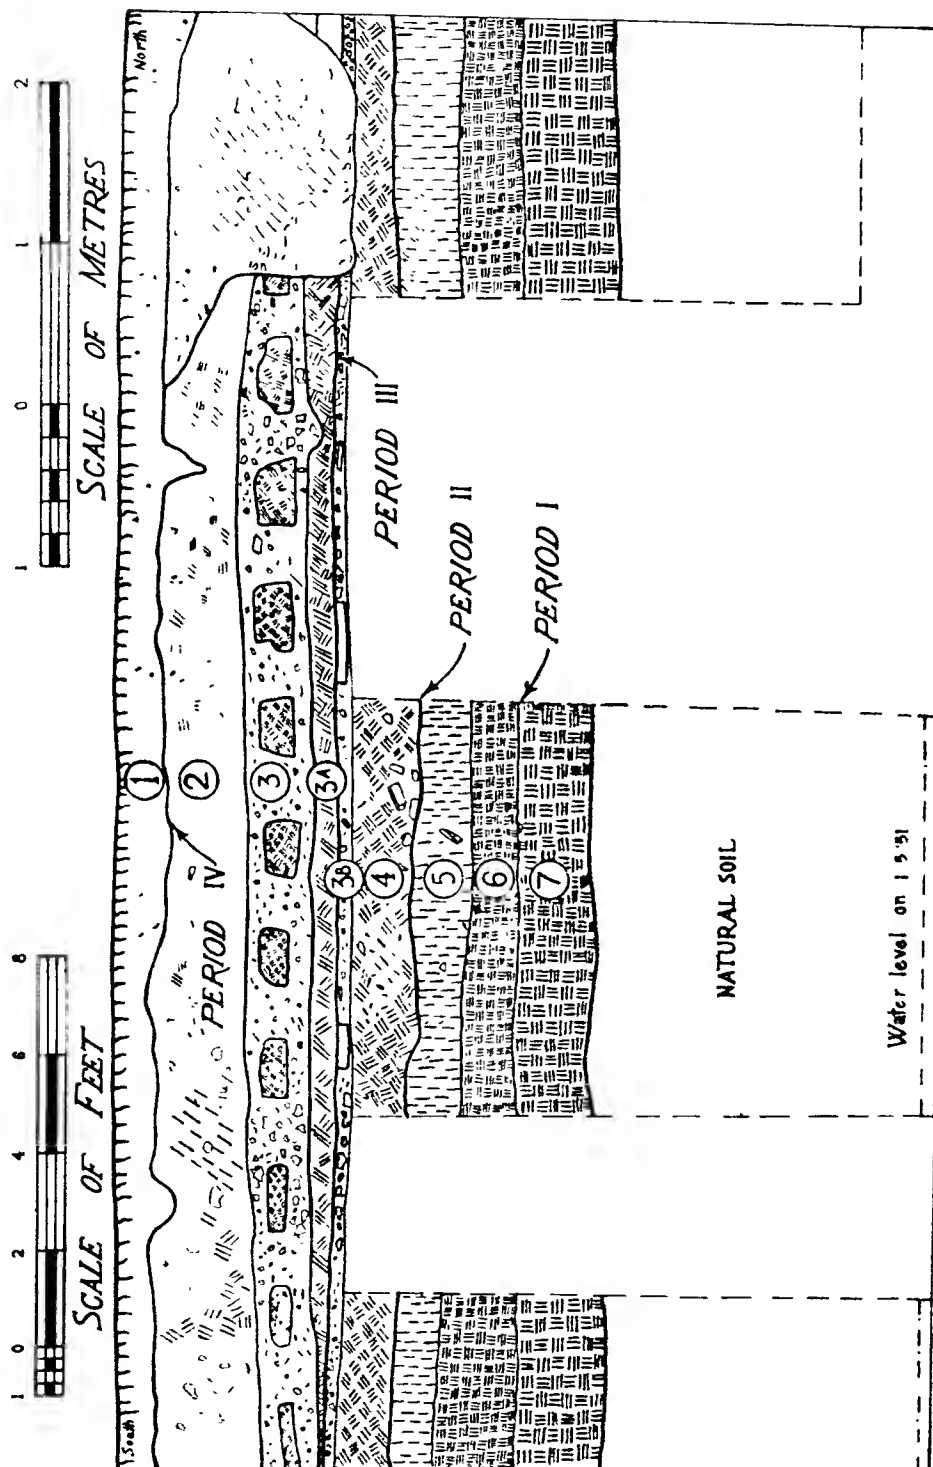 1 0 1 2
SCALE OF METRES
1 0 2 4 6 8
SCALE OF FEET
South
North
1
2
3
3A
3B
4
5
6
7
PERIOD IV
PERIOD III
PERIOD II
PERIOD I
NATURAL SOIL
Water level on 1 5 51